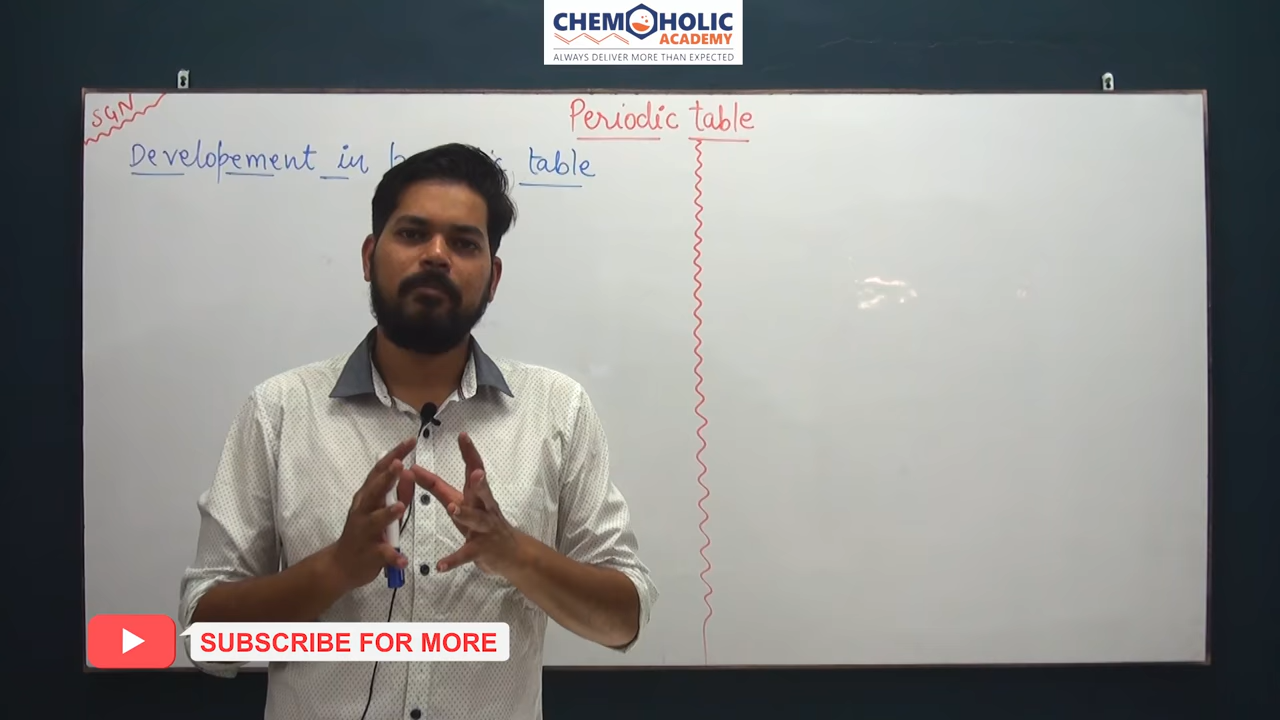 CHEMOHOLIC
ACADEMY
ALWAYS DELIVER MORE THAN EXPECTED
SGN
Periodic table
Developement in table
SUBSCRIBE FOR MORE